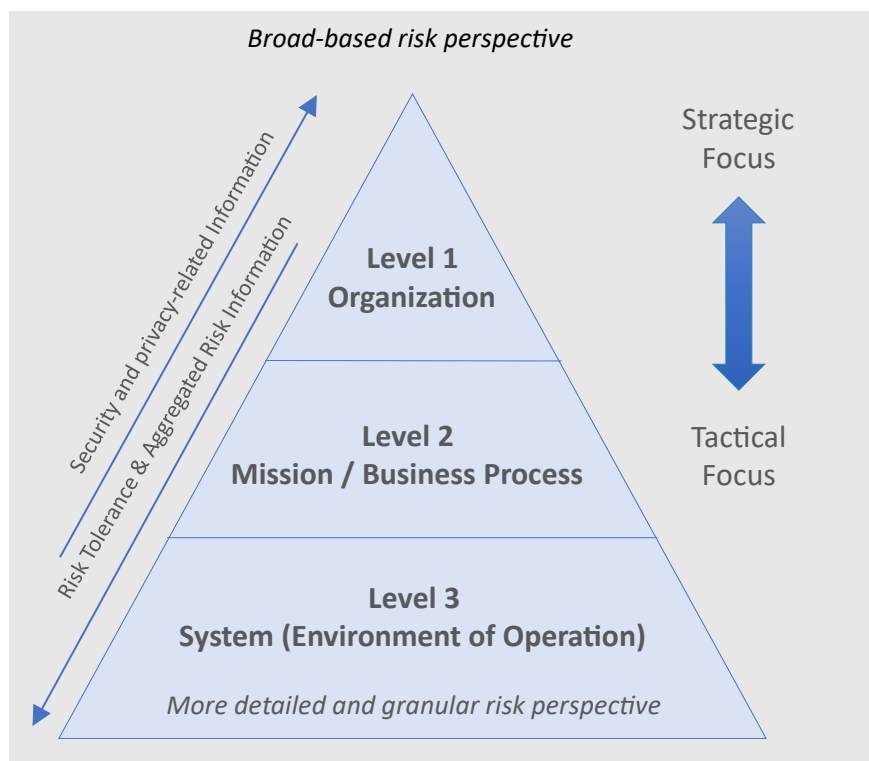 Broad-based risk perspective
Strategic
Focus
Security and privacy-related Information
Risk Tolerance & Aggregated Risk Information
Level 1
Organization
Level 2
Mission / Business Process
Tactical
Focus
Level 3
System (Environment of Operation)
More detailed and granular risk perspective